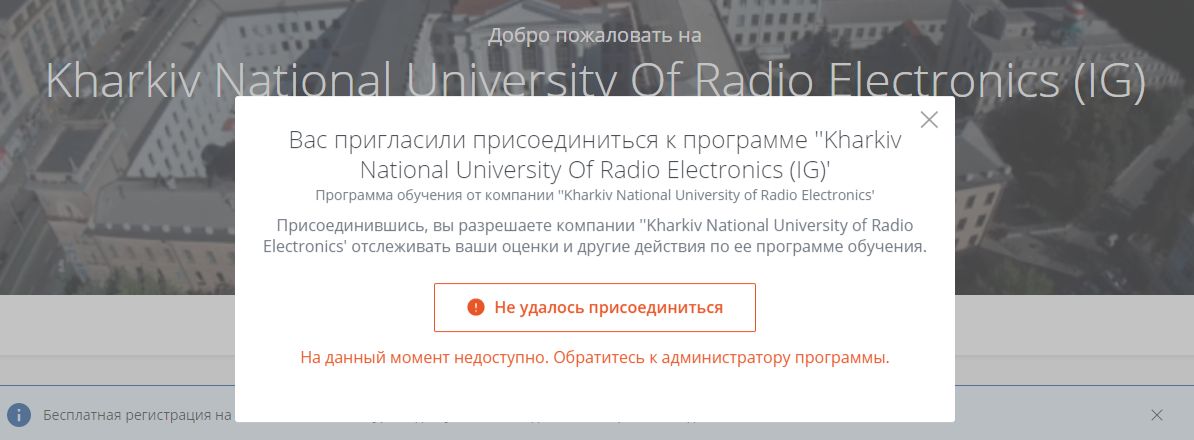 Добро пожаловать на
Kharkiv National University Of Radio Electronics (IG)
Вас пригласили присоединиться к программе "Kharkiv
National University Of Radio Electronics (IG)'
Программа обучения от компании "Kharkiv National University of Radio Electronics'
Присоединившись, вы разрешаете компании "Kharkiv National University of Radio
Electronics' отслеживать ваши оценки и другие действия по ее программе обучения.
Не удалось присоединиться
На данный момент недоступно. Обратитесь к администратору программы.
Бесплатная регистрация на